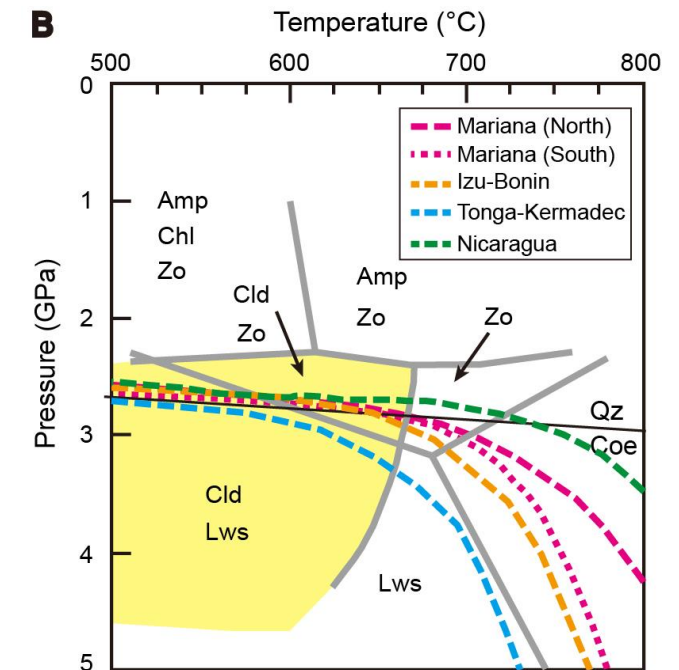 B
Temperature (°C)
500 600 700 800
0
Mariana (North)
Mariana (South)
Izu-Bonin
Tonga-Kermadec
Nicaragua
1
Amp
Chl
Zo
Pressure (GPa)
Amp
Zo
Cld
Zo
Zo
2
Qz
Coe
3
Cld
Lws
4
Lws
5